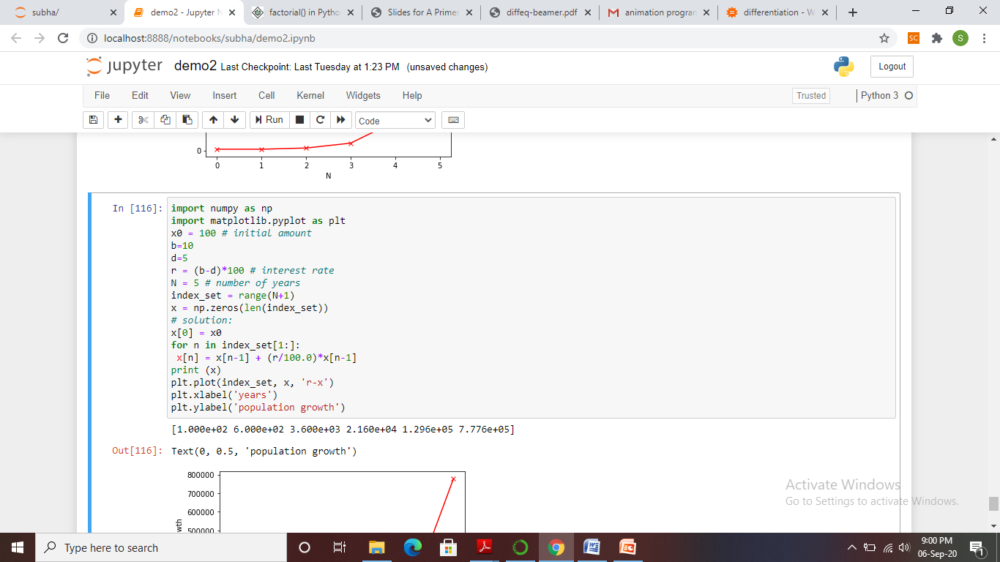 subha/
demo2 - Jupyter N
factorial() in Pytho
Slides for A Primer
diffeq-beamer.pdf
animation program
differentiation - W
localhost:8888/notebooks/subha/demo2.ipynb
SC
S
jupyter demo2 Last Checkpoint: Last Tuesday at 1:23 PM (unsaved changes)
Logout
File Edit View Insert Cell Kernel Widgets Help
Trusted
Python 3
Run
Code
0
0 1 2 3 4 5
N
In [116]: import numpy as np
import matplotlib.pyplot as plt
x0 = 100 # initial amount
b=10
d=5
r = (b-d)*100 # interest rate
N = 5 # number of years
index_set = range(N+1)
x = np.zeros(len(index_set))
# solution:
x[0] = x0
for n in index_set[1:]:
 x[n] = x[n-1] + (r/100.0)*x[n-1]
print (x)
plt.plot(index_set, x, 'r-x')
plt.xlabel('years')
plt.ylabel('population growth')
[1.000e+02 6.000e+02 3.600e+03 2.160e+04 1.296e+05 7.776e+05]
Out[116]: Text(0, 0.5, 'population growth')
800000
700000
600000
500000
wth
Activate Windows
Go to Settings to activate Windows.
Type here to search
9:00 PM
06-Sep-20
1